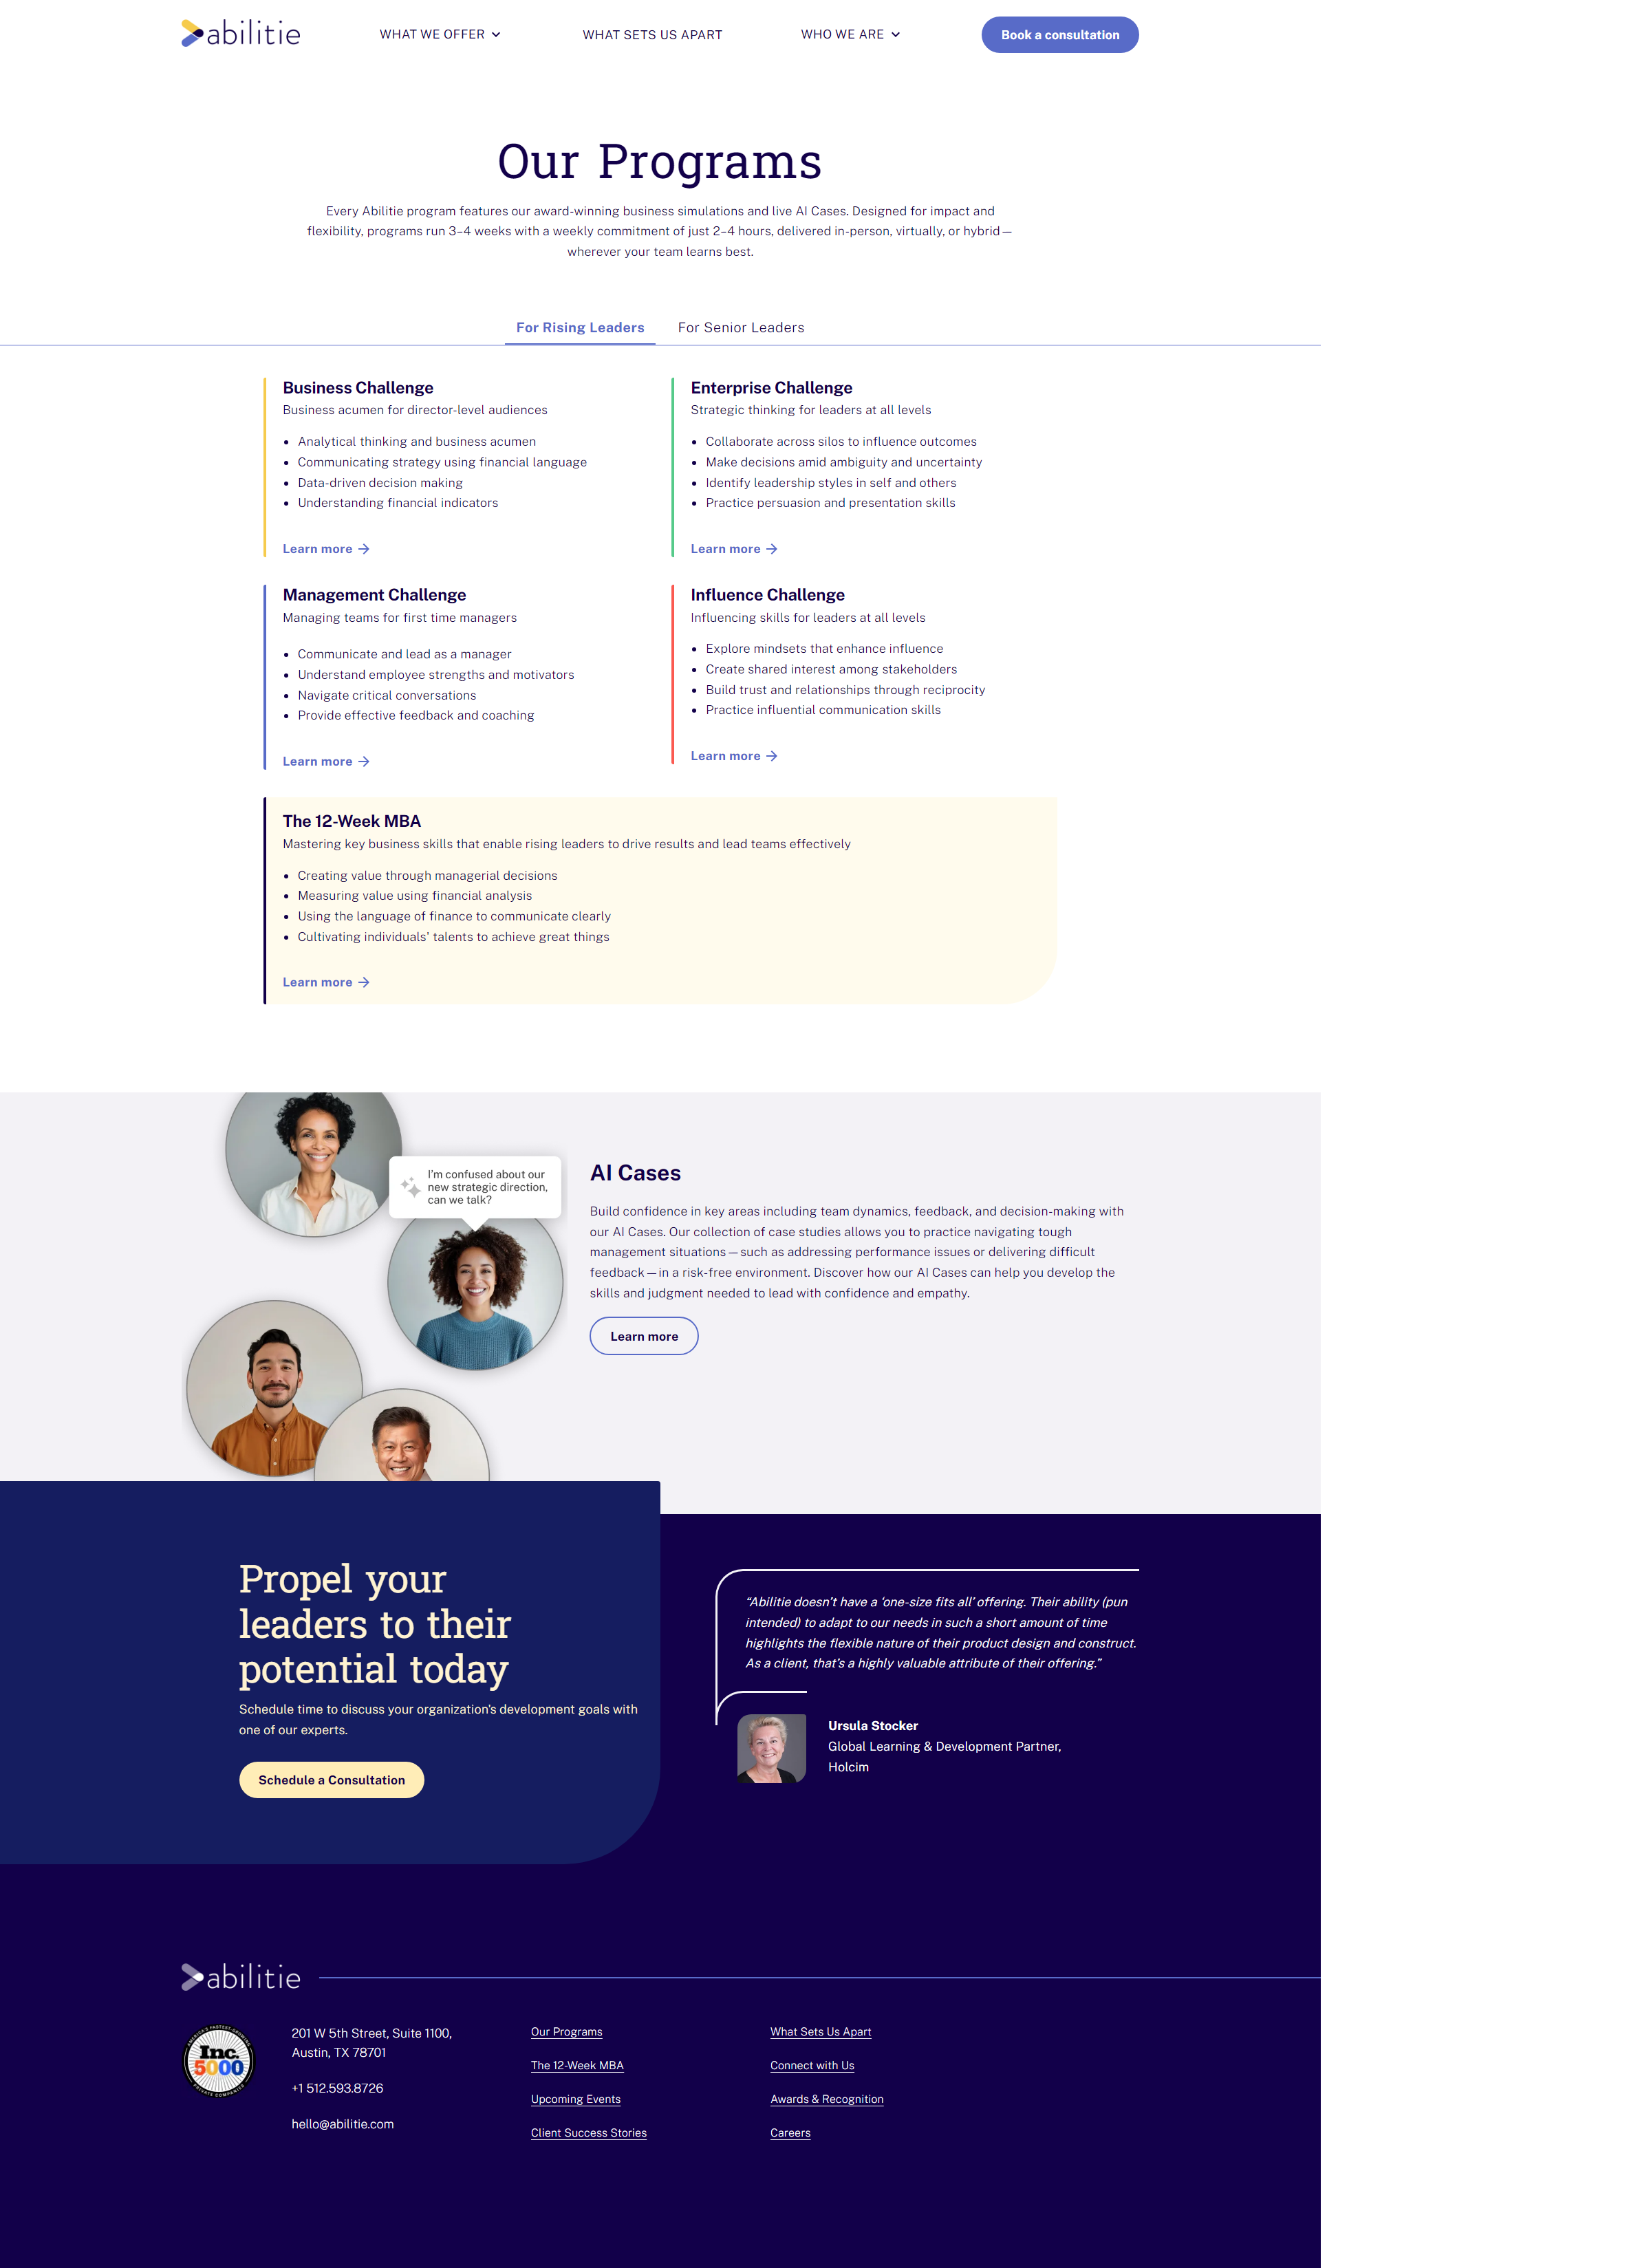 abilitie
WHAT WE OFFER
WHAT SETS US APART
WHO WE ARE
Book a consultation
Our Programs
Every Abilitie program features our award-winning business simulations and live AI Cases. Designed for impact and
flexibility, programs run 3–4 weeks with a weekly commitment of just 2–4 hours, delivered in-person, virtually, or hybrid—
wherever your team learns best.
For Rising Leaders
For Senior Leaders
Business Challenge
Business acumen for director-level audiences
• Analytical thinking and business acumen
• Communicating strategy using financial language
• Data-driven decision making
• Understanding financial indicators
Learn more →
Enterprise Challenge
Strategic thinking for leaders at all levels
• Collaborate across silos to influence outcomes
• Make decisions amid ambiguity and uncertainty
• Identify leadership styles in self and others
• Practice persuasion and presentation skills
Learn more →
Management Challenge
Managing teams for first time managers
• Communicate and lead as a manager
• Understand employee strengths and motivators
• Navigate critical conversations
• Provide effective feedback and coaching
Learn more →
Influence Challenge
Influencing skills for leaders at all levels
• Explore mindsets that enhance influence
• Create shared interest among stakeholders
• Build trust and relationships through reciprocity
• Practice influential communication skills
Learn more →
The 12-Week MBA
Mastering key business skills that enable rising leaders to drive results and lead teams effectively
• Creating value through managerial decisions
• Measuring value using financial analysis
• Using the language of finance to communicate clearly
• Cultivating individuals' talents to achieve great things
Learn more →
I'm confused about our
new strategic direction,
can we talk?
AI Cases
Build confidence in key areas including team dynamics, feedback, and decision-making with
our AI Cases. Our collection of case studies allows you to practice navigating tough
management situations—such as addressing performance issues or delivering difficult
feedback—in a risk-free environment. Discover how our AI Cases can help you develop the
skills and judgment needed to lead with confidence and empathy.
Learn more
Propel your
leaders to their
potential today
Schedule time to discuss your organization's development goals with
one of our experts.
Schedule a Consultation
“Abilitie doesn’t have a ‘one-size fits all’ offering. Their ability (pun
intended) to adapt to our needs in such a short amount of time
highlights the flexible nature of their product design and construct.
As a client, that’s a highly valuable attribute of their offering.”
Ursula Stocker
Global Learning & Development Partner,
Holcim
abilitie
AMERICA'S FASTEST-GROWING
Inc.
5000
PRIVATE COMPANIES
201 W 5th Street, Suite 1100,
Austin, TX 78701
+1 512.593.8726
hello@abilitie.com
Our Programs
The 12-Week MBA
Upcoming Events
Client Success Stories
What Sets Us Apart
Connect with Us
Awards & Recognition
Careers